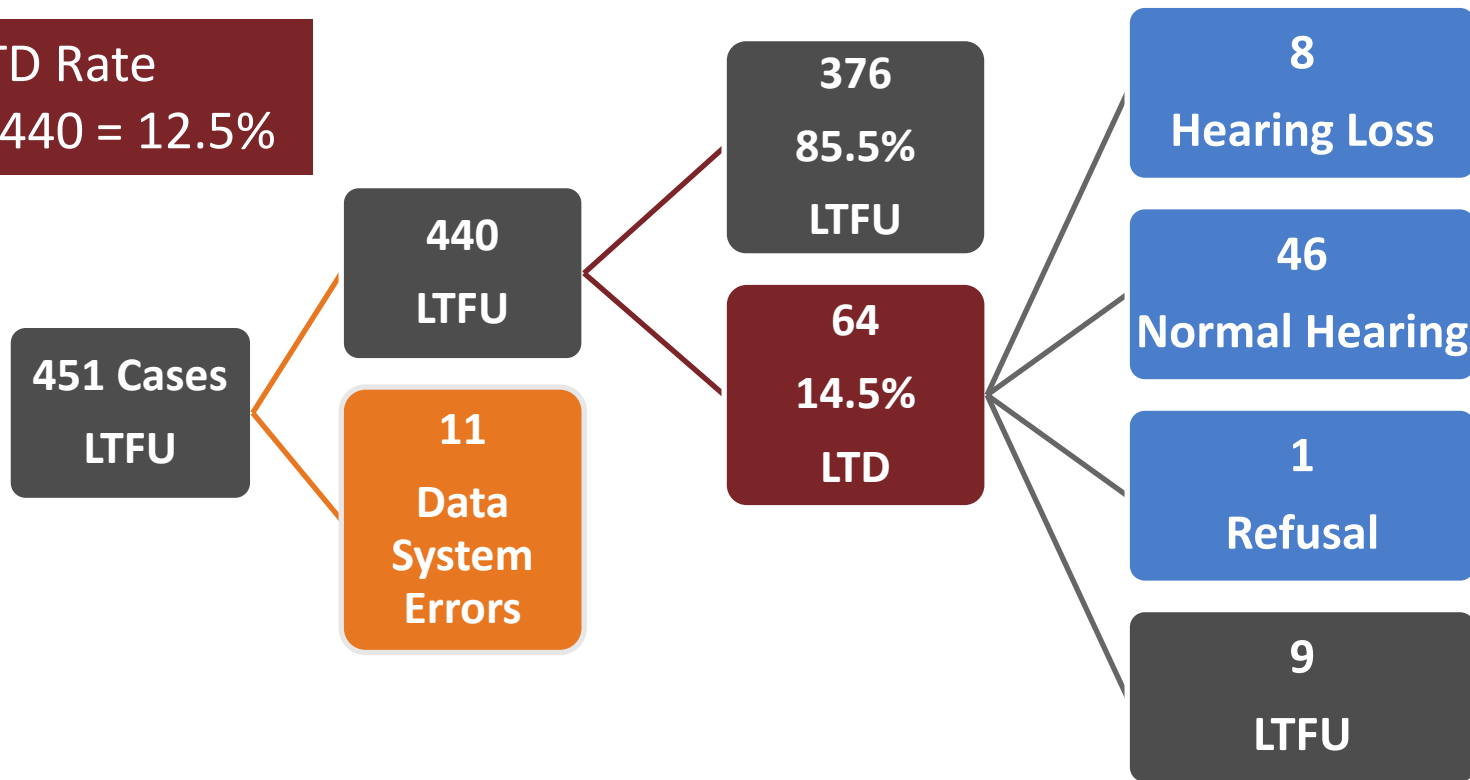 TD Rate
440 = 12.5%
451 Cases
LTFU
440
LTFU
11
Data
System
Errors
376
85.5%
LTFU
64
14.5%
LTD
8
Hearing Loss
46
Normal Hearing
1
Refusal
9
LTFU